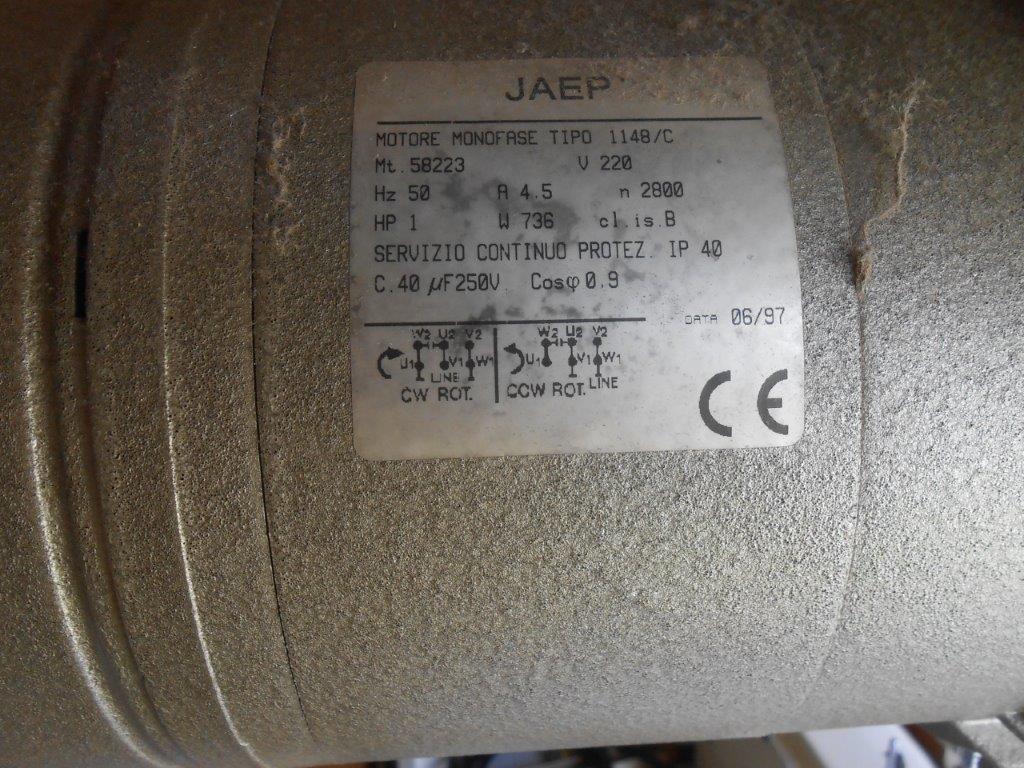 JAEP
MOTORE MONOFASE TIPO 1148/C
Mt. 58223 V 220
Hz 50 A 4.5 n 2800
HP 1 W 736 cl.is.B
SERVIZIO CONTINUO PROTEZ. IP 40
C.40 µF250V. Cosφ0.9
DATA 06/97
W2 U2 V2 W2 U2 V2
U1 V1 W1 U1 V1 W1
LINE LINE
CW ROT. CCW ROT.
CE